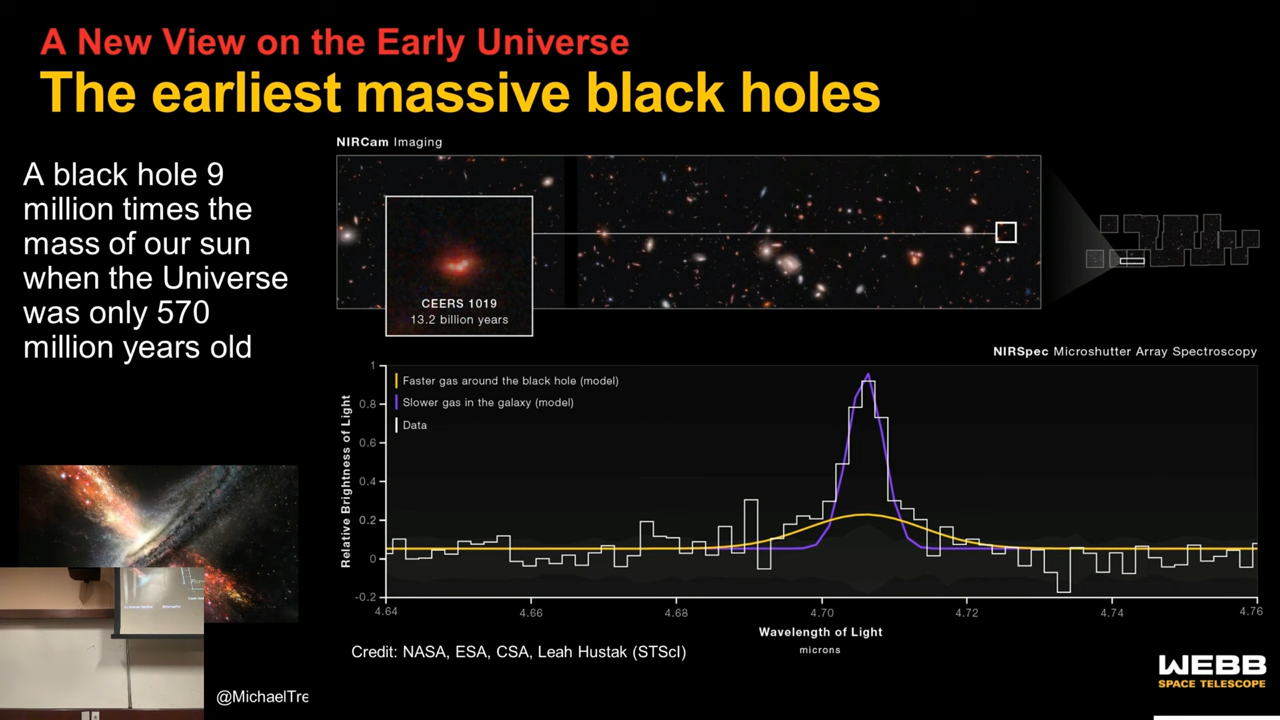 A New View on the Early Universe
The earliest massive black holes
A black hole 9
million times the
mass of our sun
when the Universe
was only 570
million years old
NIRCam Imaging
CEERS 1019
13.2 billion years
NIRSpec Microshutter Array Spectroscopy
Relative Brightness of Light
1
0.8
0.6
0.4
0.2
0
-0.2
Faster gas around the black hole (model)
Slower gas in the galaxy (model)
Data
4.64 4.66 4.68 4.70 4.72 4.74 4.76
Wavelength of Light
microns
Credit: NASA, ESA, CSA, Leah Hustak (STScI)
@MichaelTre
WEBB
SPACE TELESCOPE